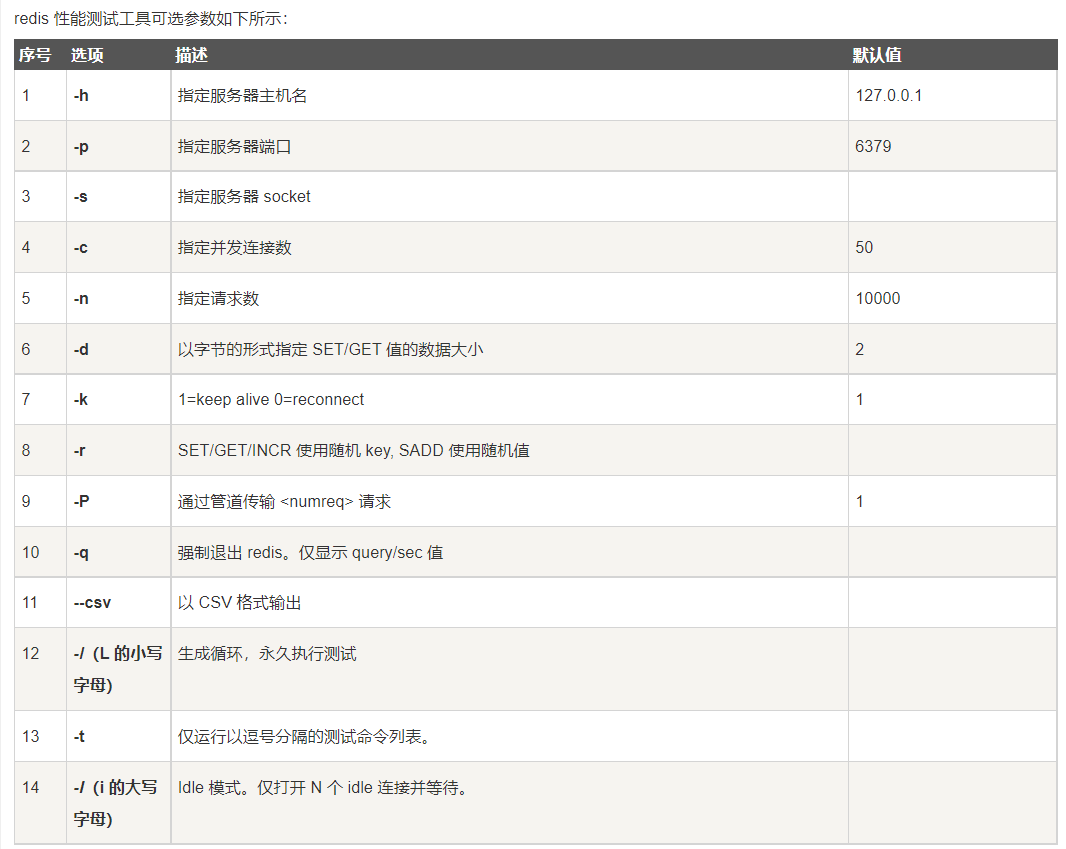 redis 性能测试工具可选参数如下所示：
序号 选项 描述 默认值
1 -h 指定服务器主机名 127.0.0.1
2 -p 指定服务器端口 6379
3 -s 指定服务器 socket
4 -c 指定并发连接数 50
5 -n 指定请求数 10000
6 -d 以字节的形式指定 SET/GET 值的数据大小 2
7 -k 1=keep alive 0=reconnect 1
8 -r SET/GET/INCR 使用随机 key, SADD 使用随机值
9 -P 通过管道传输 <numreq> 请求 1
10 -q 强制退出 redis。仅显示 query/sec 值
11 --csv 以 CSV 格式输出
12 -l（L 的小写 生成循环，永久执行测试
字母)
13 -t 仅运行以逗号分隔的测试命令列表。
14 -I（i 的大写 Idle 模式。仅打开 N 个 idle 连接并等待。
字母)